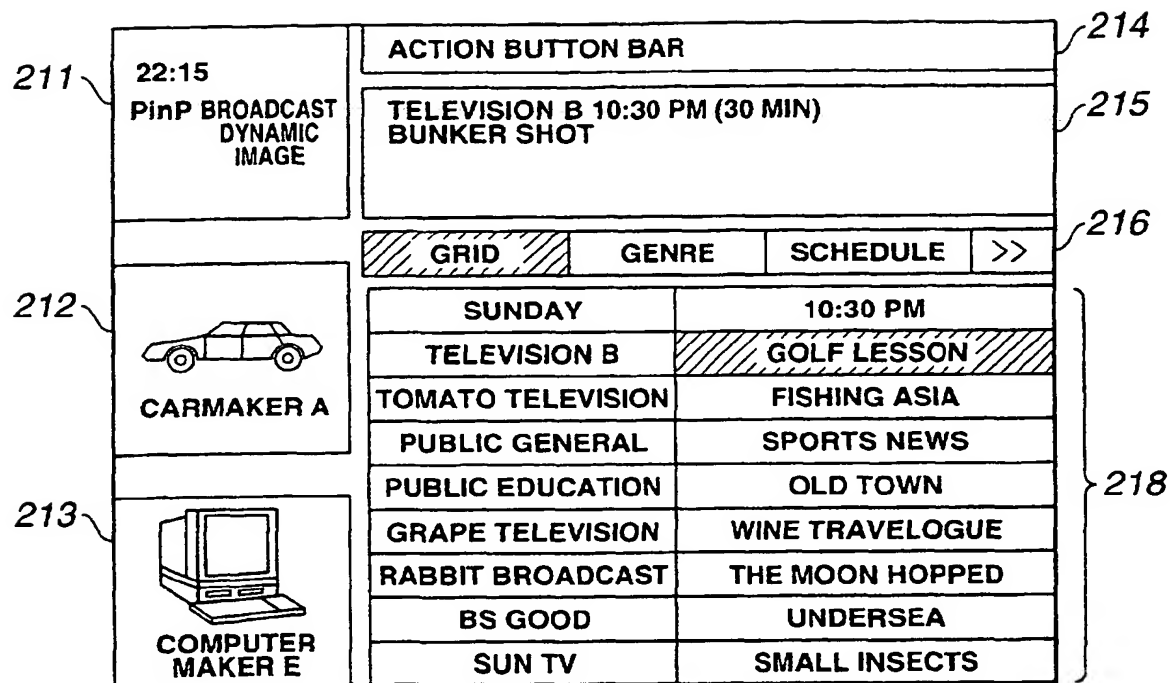 211
22:15
PinP BROADCAST
DYNAMIC
IMAGE
ACTION BUTTON BAR
214
TELEVISION B 10:30 PM (30 MIN)
BUNKER SHOT
215
GRID GENRE SCHEDULE >>
216
212
CARMAKER A
213
COMPUTER
MAKER E
SUNDAY 10:30 PM
TELEVISION B GOLF LESSON
TOMATO TELEVISION FISHING ASIA
PUBLIC GENERAL SPORTS NEWS
PUBLIC EDUCATION OLD TOWN
GRAPE TELEVISION WINE TRAVELOGUE
RABBIT BROADCAST THE MOON HOPPED
BS GOOD UNDERSEA
SUN TV SMALL INSECTS
218